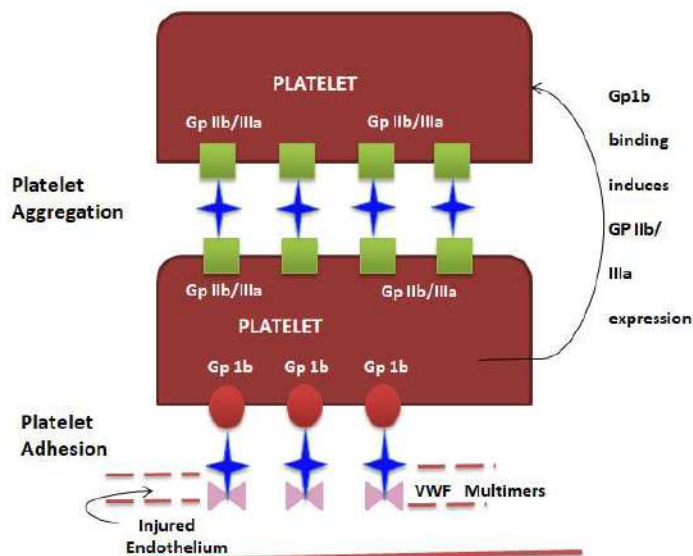 PLATELET
Gp IIb/IIIa Gp IIb/IIIa
Platelet
Aggregation
Gp1b
binding
induces
GP IIb/
IIIa
expression
Gp IIb/IIIa Gp IIb/IIIa
PLATELET
Gp 1b Gp 1b Gp 1b
Platelet
Adhesion
VWF Multimers
Injured
Endothelium